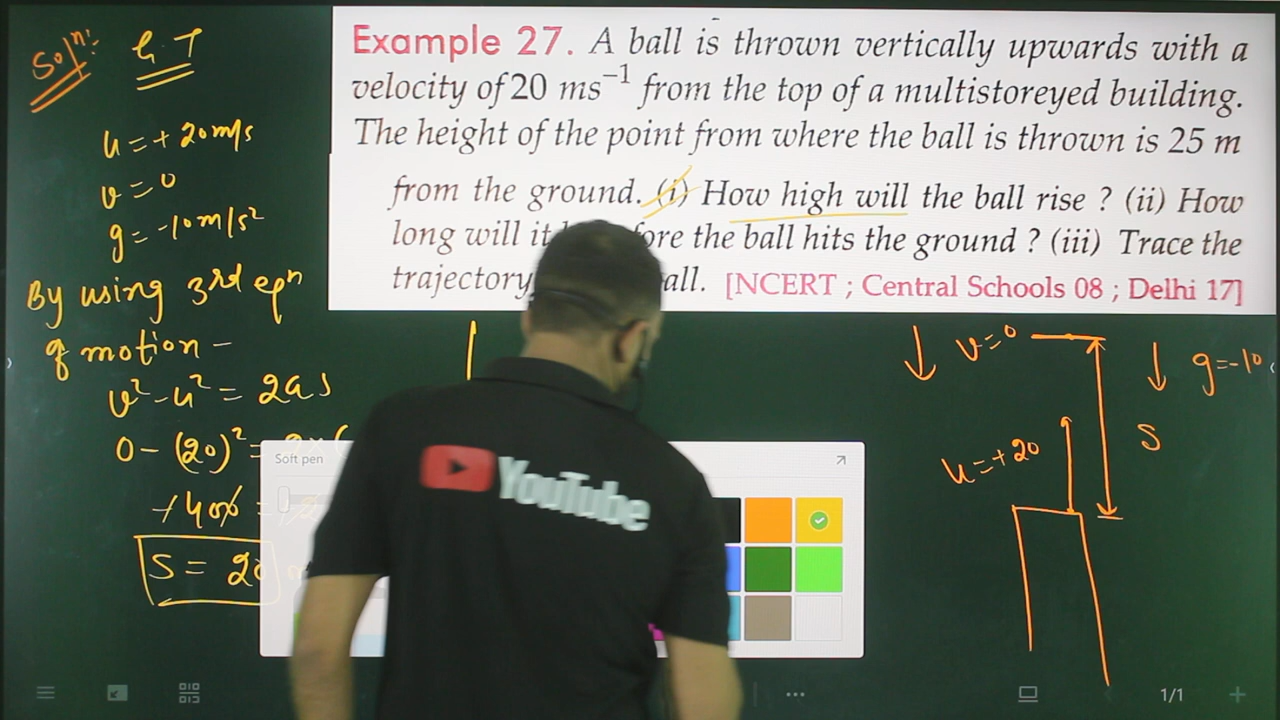 Soln:
G.T
u = +20m/s
v = 0
g = -10m/s²
By using 3rd eqn
of motion -
v² - u² = 2as
0 - (20)² =
400 =
S = 20
Example 27. A ball is thrown vertically upwards with a
velocity of 20 ms⁻¹ from the top of a multistoreyed building.
The height of the point from where the ball is thrown is 25 m
from the ground. (i) How high will the ball rise ? (ii) How
long will it before the ball hits the ground ? (iii) Trace the
trajectory ball. [NCERT ; Central Schools 08 ; Delhi 17]
v=0
g=-10
S
u=+20
Soft pen
YouTube
1/1